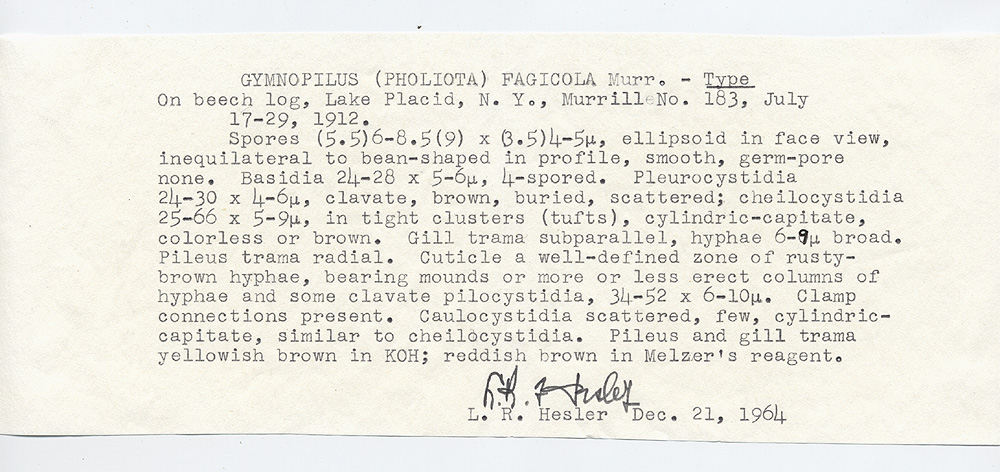 GYMNOPILUS (PHOLIOTA) FAGICOLA Murr. - Type
On beech log, Lake Placid, N. Y., Murrill No. 183, July
17-29, 1912.
Spores (5.5)6-8.5(9) x (3.5)4-5µ, ellipsoid in face view,
inequilateral to bean-shaped in profile, smooth, germ-pore
none. Basidia 24-28 x 5-6µ, 4-spored. Pleurocystidia
24-30 x 4-6µ, clavate, brown, buried, scattered; cheilocystidia
25-66 x 5-9µ, in tight clusters (tufts), cylindric-capitate,
colorless or brown. Gill trama subparallel, hyphae 6-9µ broad.
Pileus trama radial. Cuticle a well-defined zone of rusty-
brown hyphae, bearing mounds or more or less erect columns of
hyphae and some clavate pilocystidia, 34-52 x 6-10µ. Clamp
connections present. Caulocystidia scattered, few, cylindric-
capitate, similar to cheilocystidia. Pileus and gill trama
yellowish brown in KOH; reddish brown in Melzer's reagent.
L. R. Hesler
L. R. Hesler Dec. 21, 1964